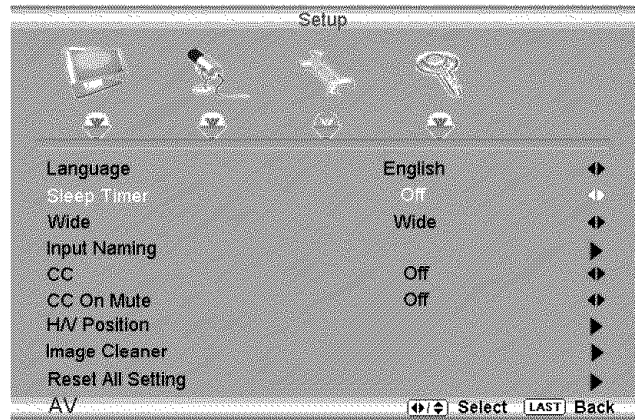 Setup
Language English
Sleep Timer Off
Wide Wide
Input Naming
CC Off
CC On Mute Off
H/V Position
Image Cleaner
Reset All Setting
AV Select LAST Back